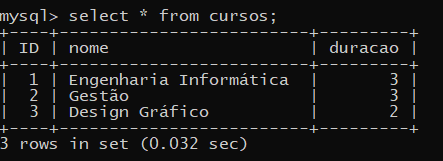 mysql> select * from cursos;
+----+------------------------+---------+
| ID | nome | duracao |
+----+------------------------+---------+
| 1 | Engenharia Informática | 3 |
| 2 | Gestão | 3 |
| 3 | Design Gráfico | 2 |
+----+------------------------+---------+
3 rows in set (0.032 sec)